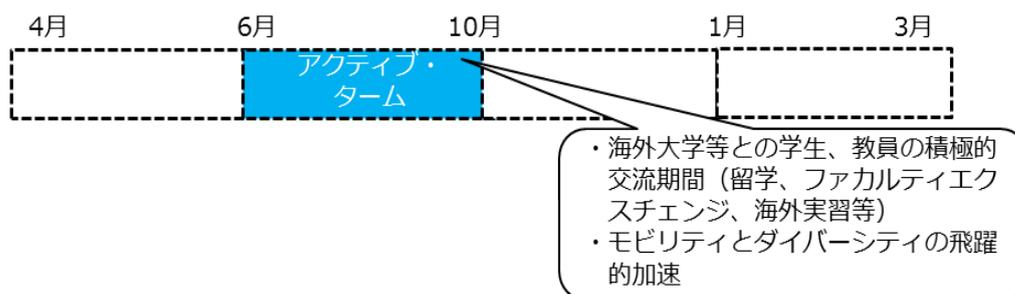 4月 6月 10月 1月 3月
アクティブ・
ターム
・海外大学等との学生、教員の積極的
交流期間（留学、ファカルティエク
スチェンジ、海外実習等）
・モビリティとダイバーシティの飛躍
的加速